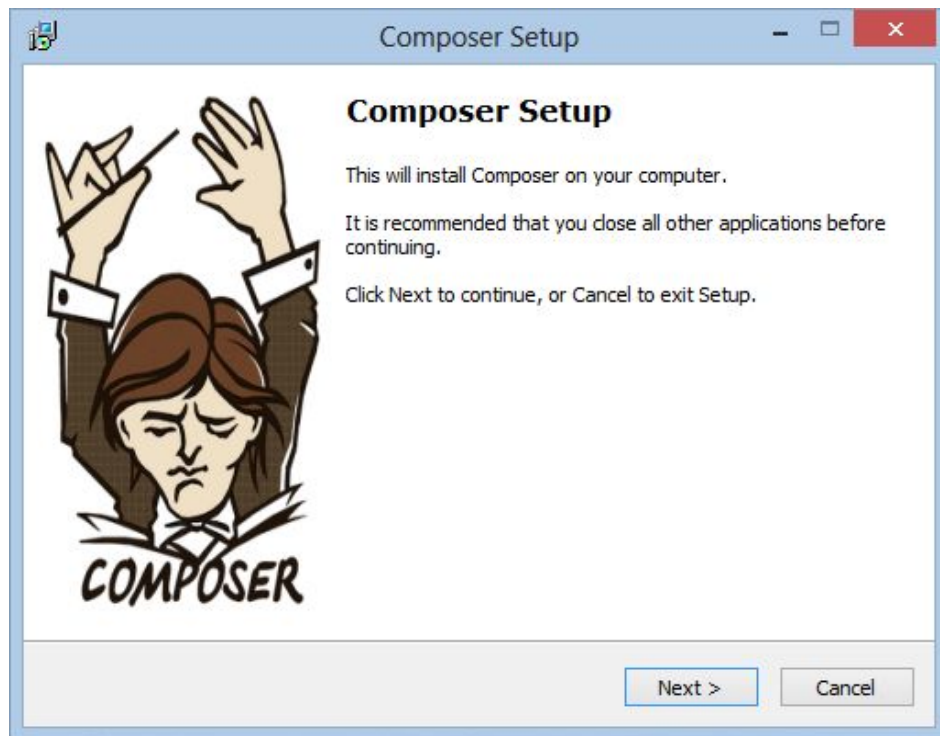 Composer Setup
Composer Setup
This will install Composer on your computer.
It is recommended that you close all other applications before
continuing.
Click Next to continue, or Cancel to exit Setup.
COMPOSER
Next >
Cancel